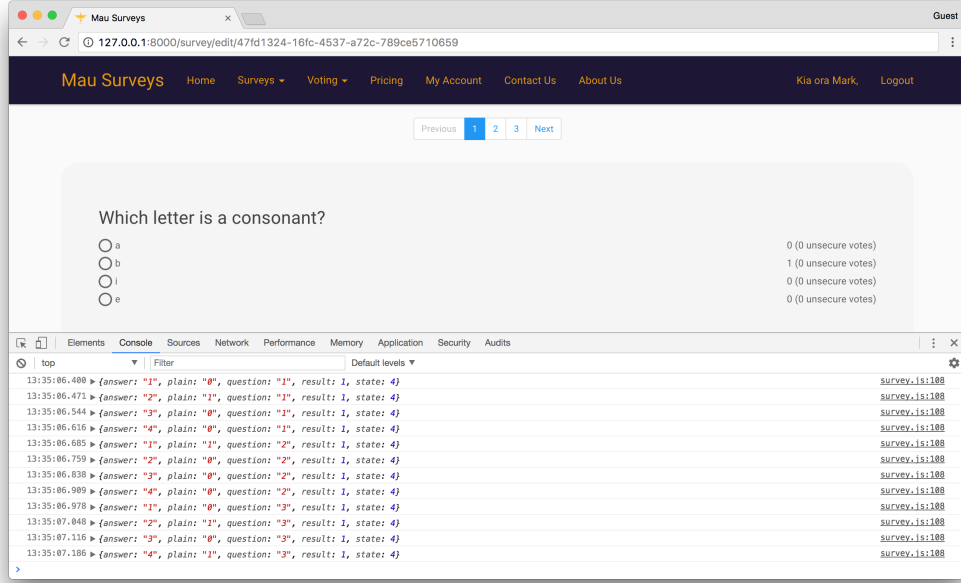 Mau Surveys
Guest
127.0.0.1:8000/survey/edit/47fd1324-16fc-4537-a72c-789ce5710659
Mau Surveys Home Surveys Voting Pricing My Account Contact Us About Us Kia ora Mark, Logout
Previous 1 2 3 Next
Which letter is a consonant?
a 0 (0 unsecure votes)
b 1 (0 unsecure votes)
i 0 (0 unsecure votes)
e 0 (0 unsecure votes)
Elements Console Sources Network Performance Memory Application Security Audits
top Filter Default levels
13:35:06.400 {answer: "1", plain: "0", question: "1", result: 1, state: 4} survey.js:108
13:35:06.471 {answer: "2", plain: "1", question: "1", result: 1, state: 4} survey.js:108
13:35:06.544 {answer: "3", plain: "0", question: "1", result: 1, state: 4} survey.js:108
13:35:06.616 {answer: "4", plain: "0", question: "1", result: 1, state: 4} survey.js:108
13:35:06.685 {answer: "1", plain: "1", question: "2", result: 1, state: 4} survey.js:108
13:35:06.759 {answer: "2", plain: "0", question: "2", result: 1, state: 4} survey.js:108
13:35:06.838 {answer: "3", plain: "0", question: "2", result: 1, state: 4} survey.js:108
13:35:06.909 {answer: "4", plain: "0", question: "2", result: 1, state: 4} survey.js:108
13:35:06.978 {answer: "1", plain: "0", question: "3", result: 1, state: 4} survey.js:108
13:35:07.048 {answer: "2", plain: "1", question: "3", result: 1, state: 4} survey.js:108
13:35:07.116 {answer: "3", plain: "0", question: "3", result: 1, state: 4} survey.js:108
13:35:07.186 {answer: "4", plain: "1", question: "3", result: 1, state: 4} survey.js:108